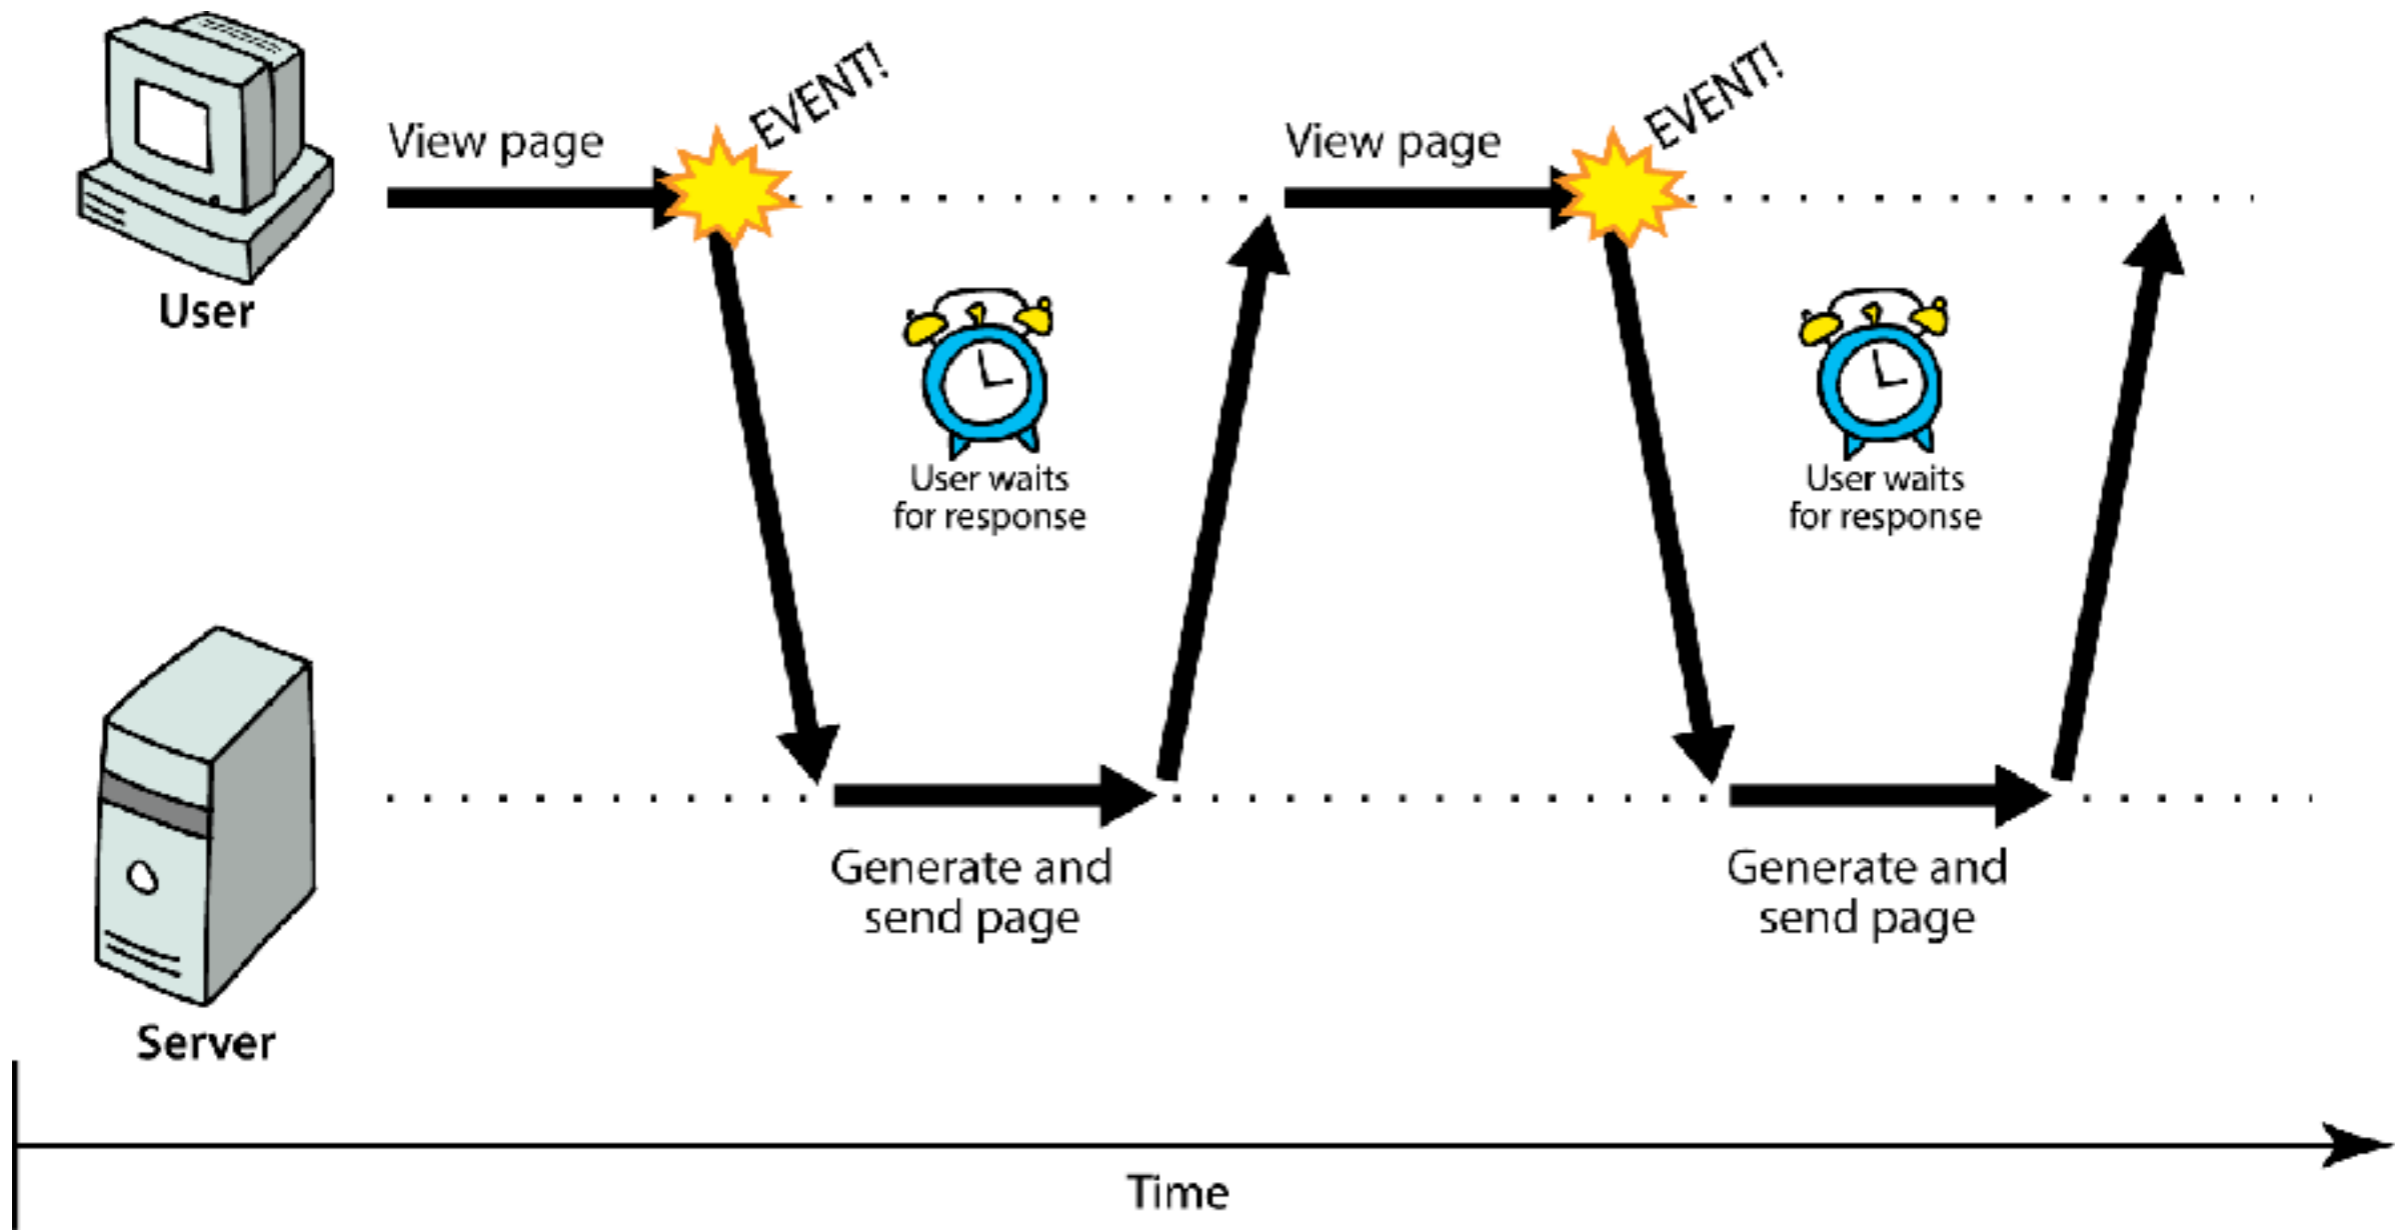 EVENT!
EVENT!
View page
View page
User
User waits
for response
User waits
for response
Generate and
send page
Generate and
send page
Server
Time